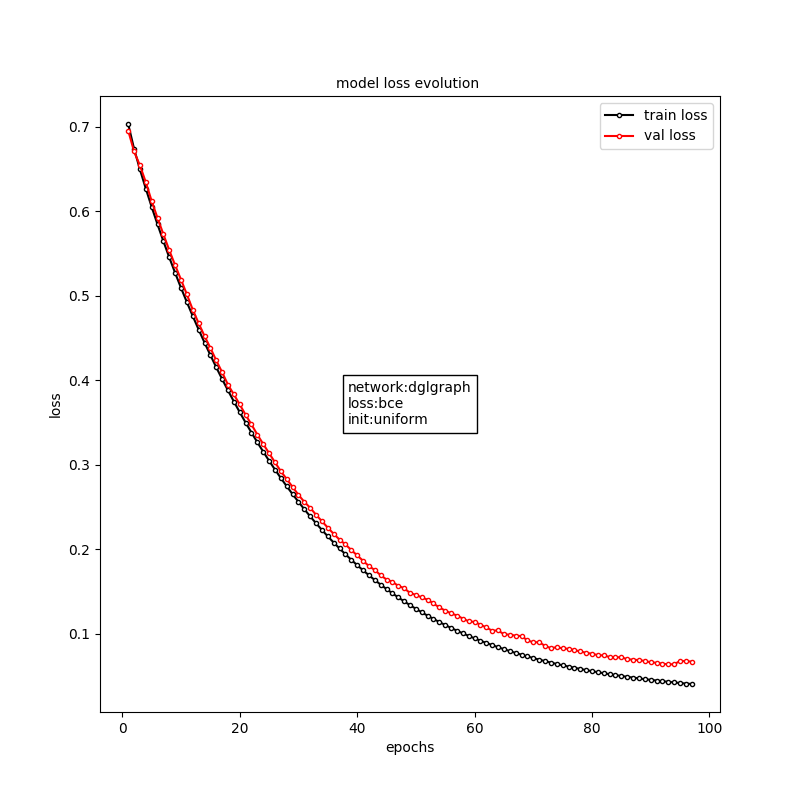 model loss evolution
train loss
val loss
0.7
0.6
0.5
0.4
0.3
0.2
0.1
loss
network:dglgraph
loss:bce
init:uniform
0
20
40
60
80
100
epochs